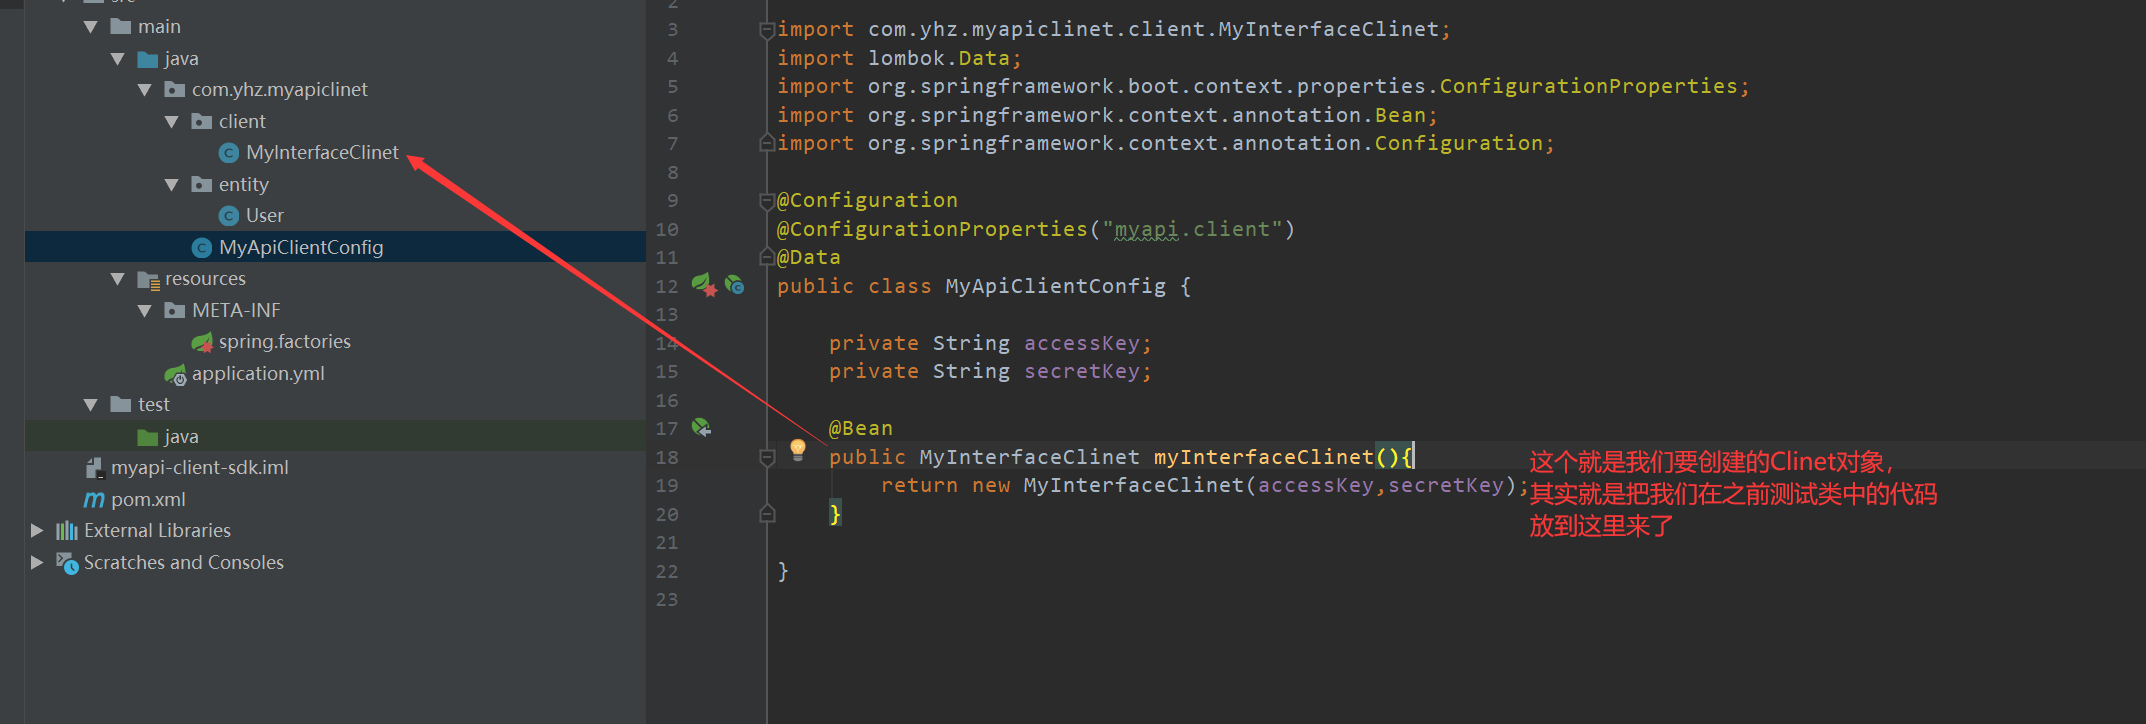 src
main
java
com.yhz.myapiclinet
client
MyInterfaceClinet
entity
User
MyApiClientConfig
resources
META-INF
spring.factories
application.yml
test
java
myapi-client-sdk.iml
pom.xml
External Libraries
Scratches and Consoles
2
3 import com.yhz.myapiclinet.client.MyInterfaceClinet;
4 import lombok.Data;
5 import org.springframework.boot.context.properties.ConfigurationProperties;
6 import org.springframework.context.annotation.Bean;
7 import org.springframework.context.annotation.Configuration;
8
9 @Configuration
10 @ConfigurationProperties("myapi.client")
11 @Data
12 public class MyApiClientConfig {
13
14 private String accessKey;
15 private String secretKey;
16
17 @Bean
18 public MyInterfaceClinet myInterfaceClinet(){
19 return new MyInterfaceClinet(accessKey,secretKey);
20 }
21
22 }
23
这个就是我们要创建的Clinet对象，
其实就是把我们在之前测试类中的代码
放到这里来了